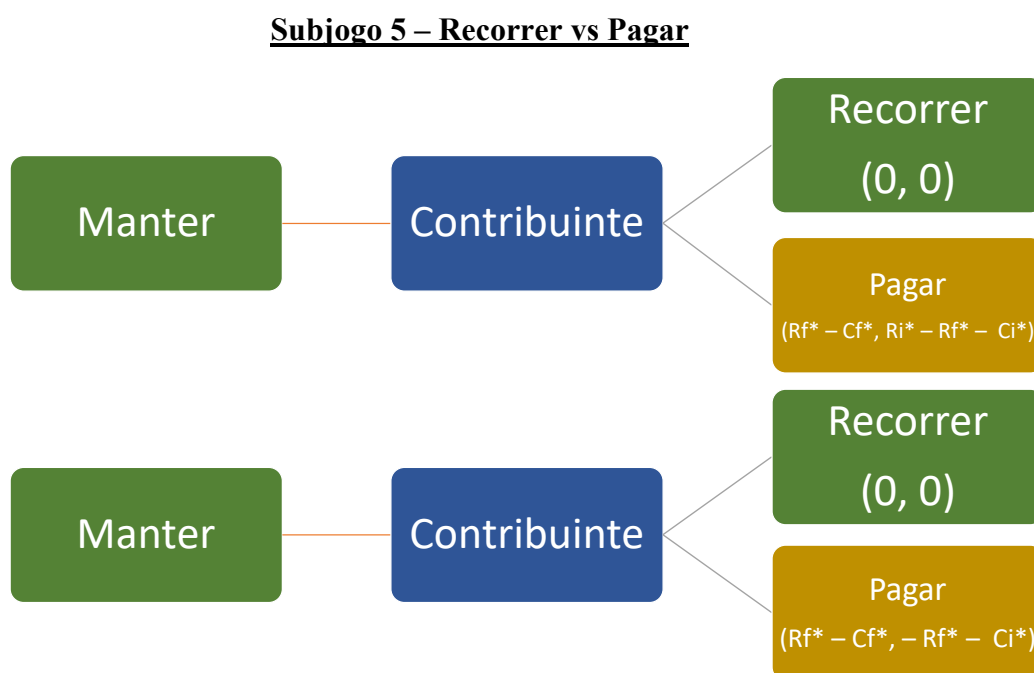 Subjogo 5 – Recorrer vs Pagar
Manter
Contribuinte
Recorrer
(0, 0)
Pagar
(Rf* – Cf*, Ri* – Rf* – Ci*)
Manter
Contribuinte
Recorrer
(0, 0)
Pagar
(Rf* – Cf*, – Rf* – Ci*)